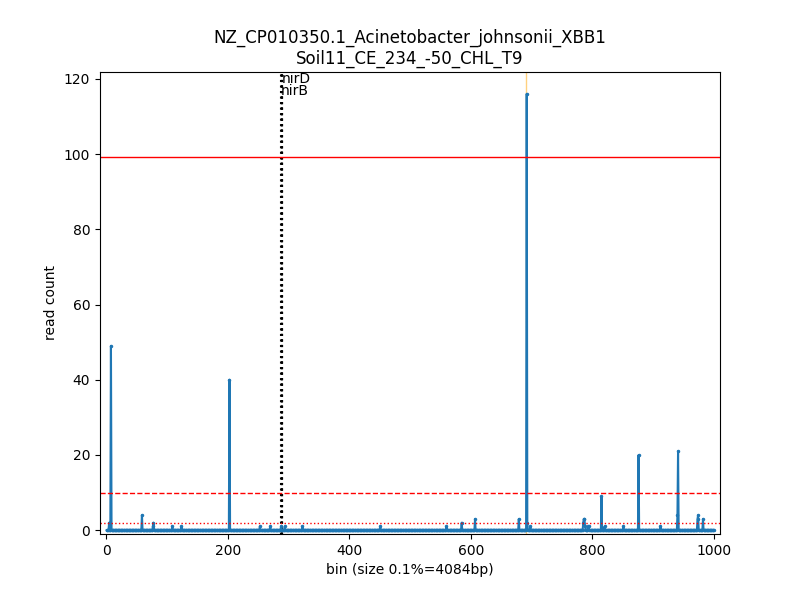 NZ_CP010350.1_Acinetobacter_johnsonii_XBB1
Soil11_CE_234_-50_CHL_T9
nirD
nirB
120
100
80
60
40
20
0
read count
0 200 400 600 800 1000
bin (size 0.1%=4084bp)